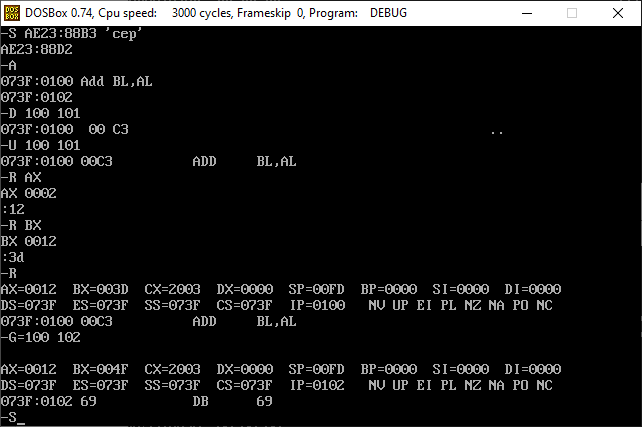 DOSBox 0.74, Cpu speed: 3000 cycles, Frameskip 0, Program: DEBUG
-S AE23:88B3 'cep'
AE23:88D2
-A
073F:0100 Add BL,AL
073F:0102
-D 100 101
073F:0100 00 C3 ..
-U 100 101
073F:0100 00C3 ADD BL,AL
-R AX
AX 0002
:12
-R BX
BX 0012
:3d
-R
AX=0012 BX=003D CX=2003 DX=0000 SP=00FD BP=0000 SI=0000 DI=0000
DS=073F ES=073F SS=073F CS=073F IP=0100 NV UP EI PL NZ NA PO NC
073F:0100 00C3 ADD BL,AL
-G=100 102
AX=0012 BX=004F CX=2003 DX=0000 SP=00FD BP=0000 SI=0000 DI=0000
DS=073F ES=073F SS=073F CS=073F IP=0102 NV UP EI PL NZ NA PO NC
073F:0102 69 DB 69
-S_